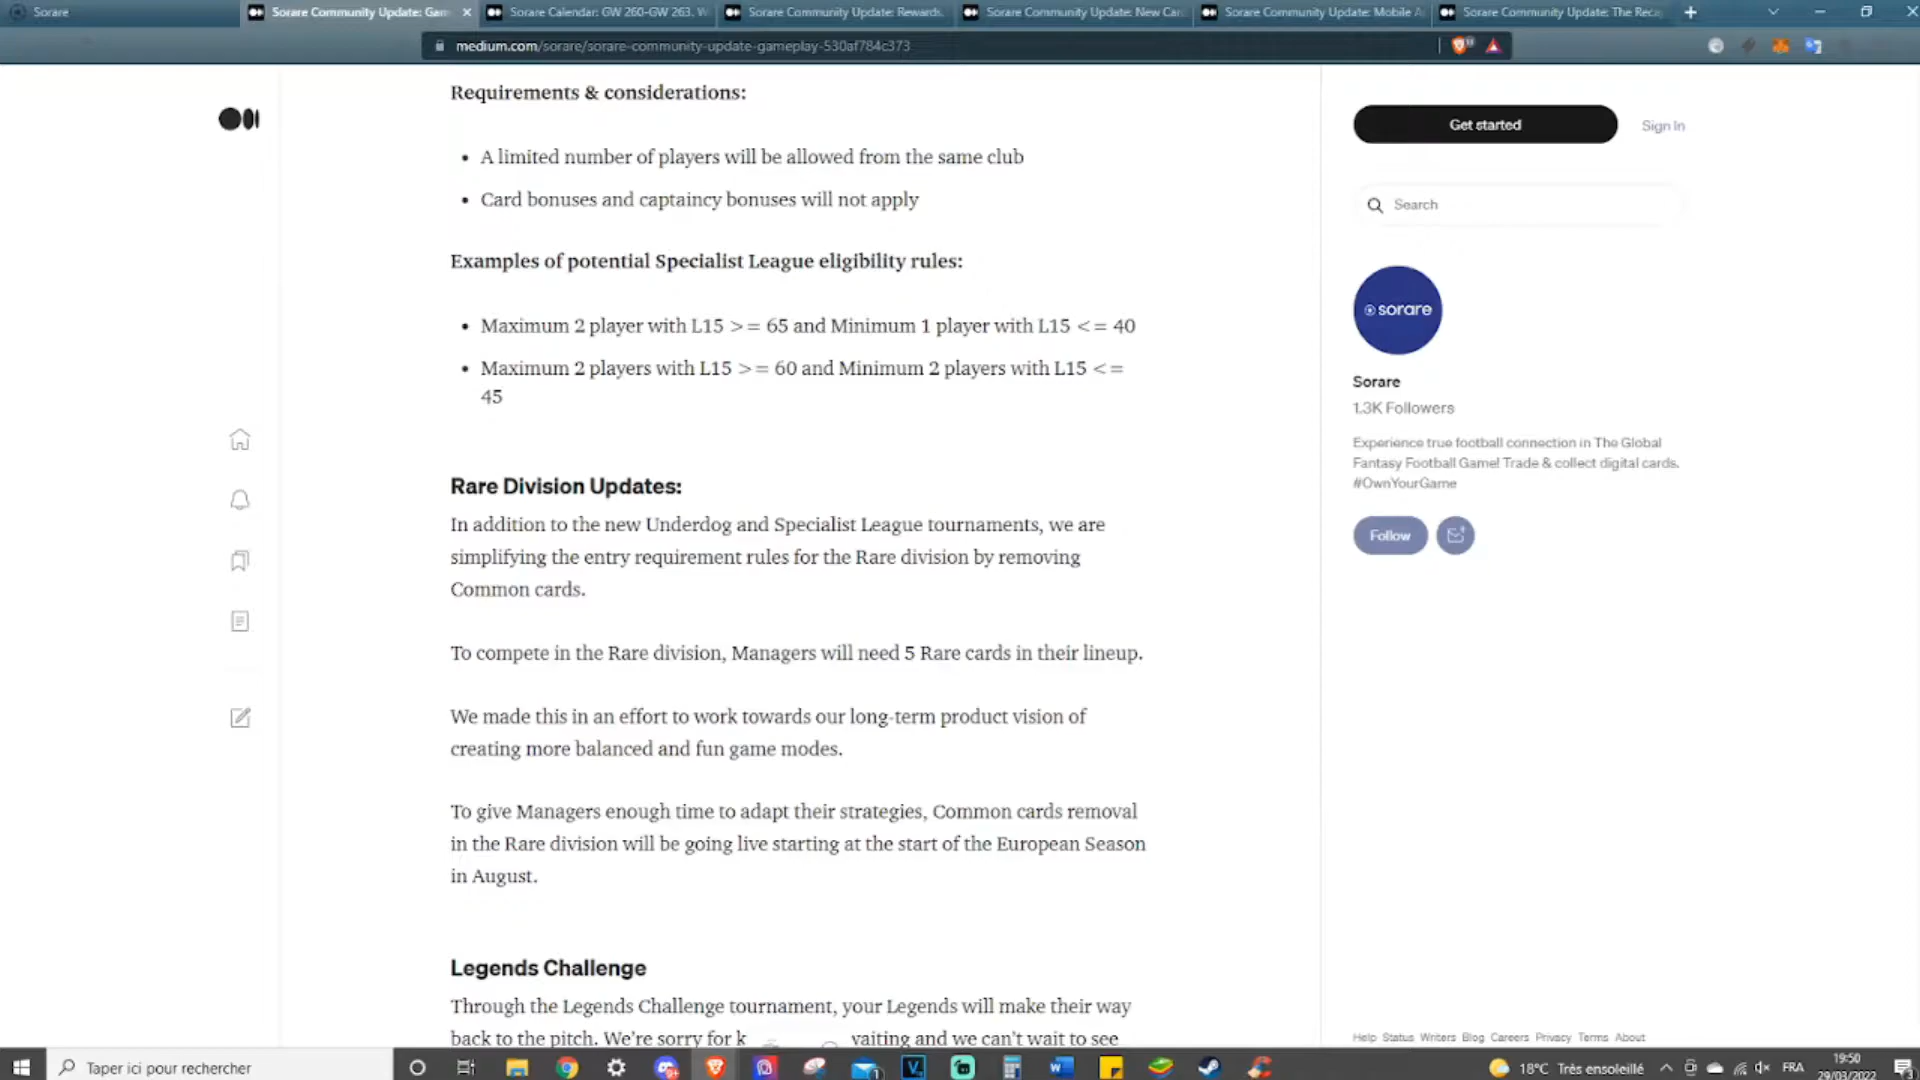 Sorare
Sorare Community Update: Gam
Sorare Calendar: GW 260-GW 263. W
Sorare Community Update: Rewards.
Sorare Community Update: New Car
Sorare Community Update: Mobile A
Sorare Community Update: The Reca
medium.com/sorare/sorare-community-update-gameplay-530af784c373
Requirements & considerations:
• A limited number of players will be allowed from the same club
• Card bonuses and captaincy bonuses will not apply
Examples of potential Specialist League eligibility rules:
• Maximum 2 player with L15 >= 65 and Minimum 1 player with L15 <= 40
• Maximum 2 players with L15 >= 60 and Minimum 2 players with L15 <=
45
Rare Division Updates:
In addition to the new Underdog and Specialist League tournaments, we are
simplifying the entry requirement rules for the Rare division by removing
Common cards.
To compete in the Rare division, Managers will need 5 Rare cards in their lineup.
We made this in an effort to work towards our long-term product vision of
creating more balanced and fun game modes.
To give Managers enough time to adapt their strategies, Common cards removal
in the Rare division will be going live starting at the start of the European Season
in August.
Legends Challenge
Through the Legends Challenge tournament, your Legends will make their way
back to the pitch. We're sorry for k vaiting and we can't wait to see
Get started
Sign In
Search
sorare
Sorare
1.3K Followers
Experience true football connection in The Global
Fantasy Football Game! Trade & collect digital cards.
#OwnYourGame
Follow
Help Status Writers Blog Careers Privacy Terms About
Taper ici pour rechercher
18°C Très ensoleillé
FRA
19:50
29/03/2022